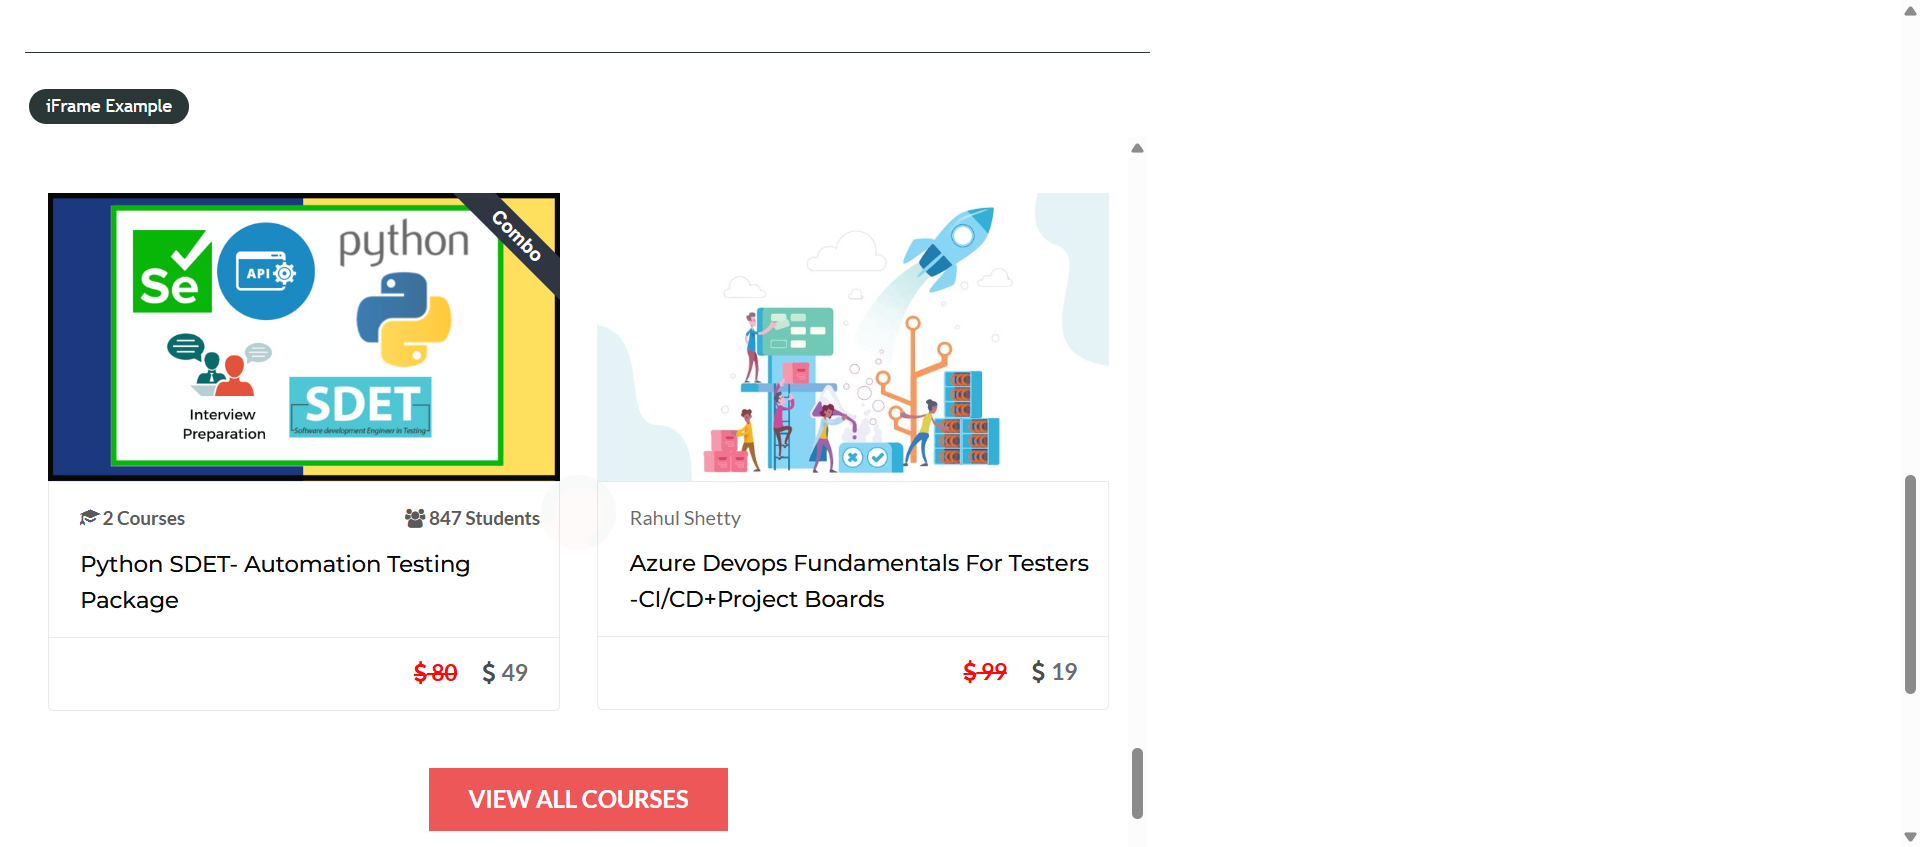 iFrame Example
Combo
Se
API
python
Interview
Preparation
SDET
Software development Engineer in Testing
2 Courses
847 Students
Python SDET- Automation Testing
Package
$ 80 $ 49
Rahul Shetty
Azure Devops Fundamentals For Testers
-CI/CD+Project Boards
$ 99 $ 19
VIEW ALL COURSES